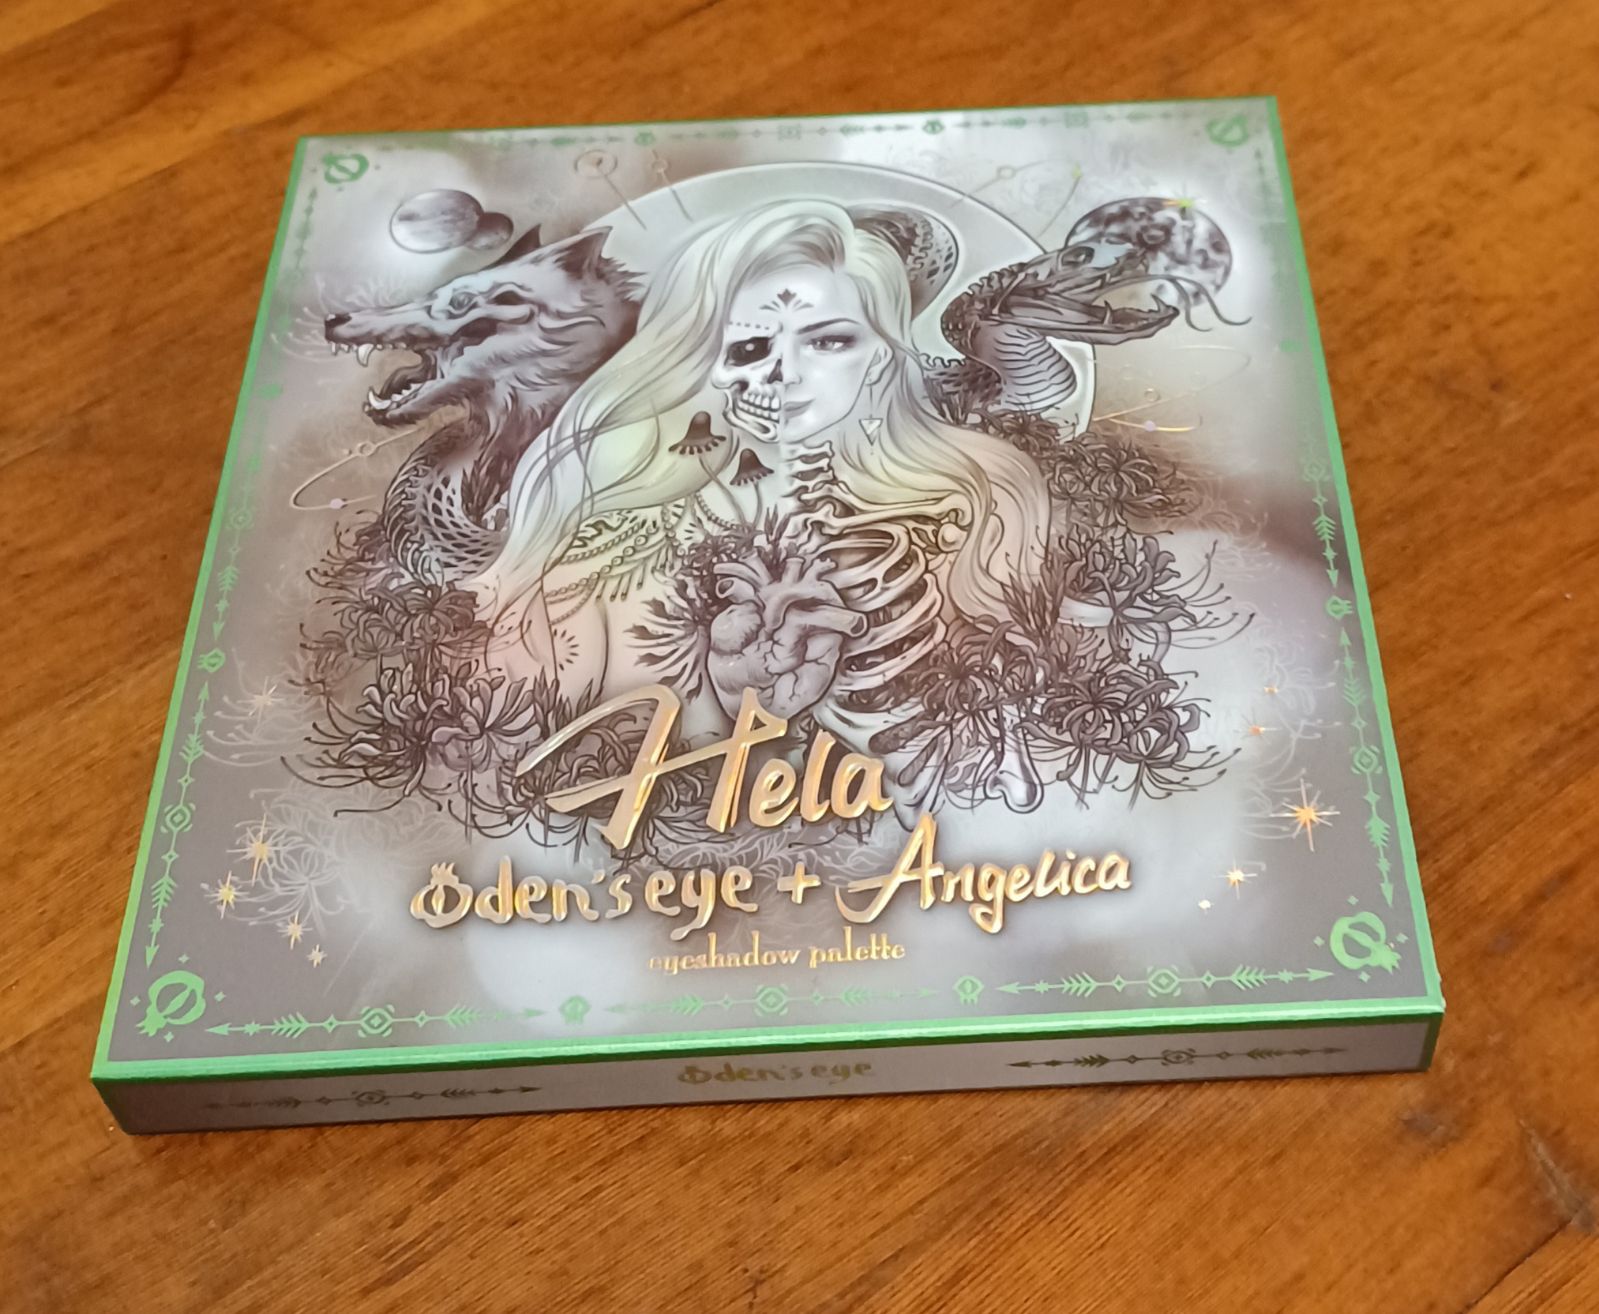 Hela
Oden's eye + Angelica
eyeshadow palette
Oden's eye